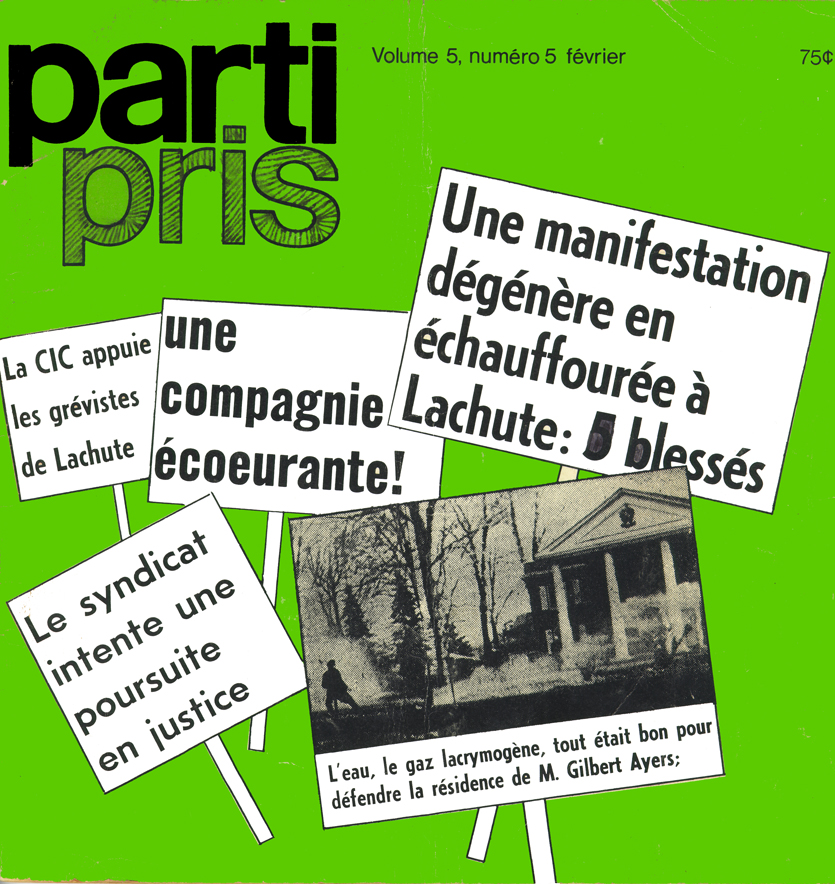 parti
pris
Volume 5, numéro 5 février
75¢
Une manifestation
dégénère en
échauffourée à
Lachute: 5 blessés
La CIC appuie
les grévistes
de Lachute
une
compagnie
écoeurante!
Le syndicat
intente une
poursuite
en justice
L'eau, le gaz lacrymogène, tout était bon pour
défendre la résidence de M. Gilbert Ayers;